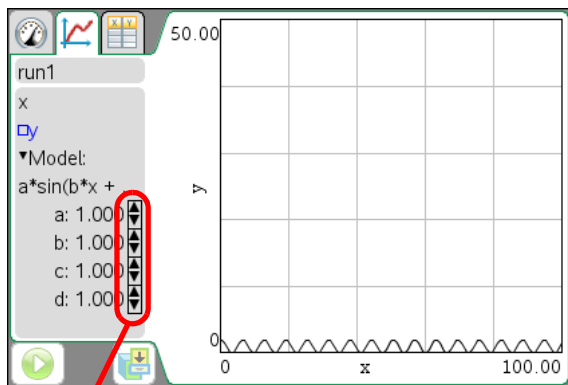 X Y
run1
x
y
▾Model:
a*sin(b*x + ...
a: 1.000
b: 1.000
c: 1.000
d: 1.000
50.00
y
0
0 x 100.00